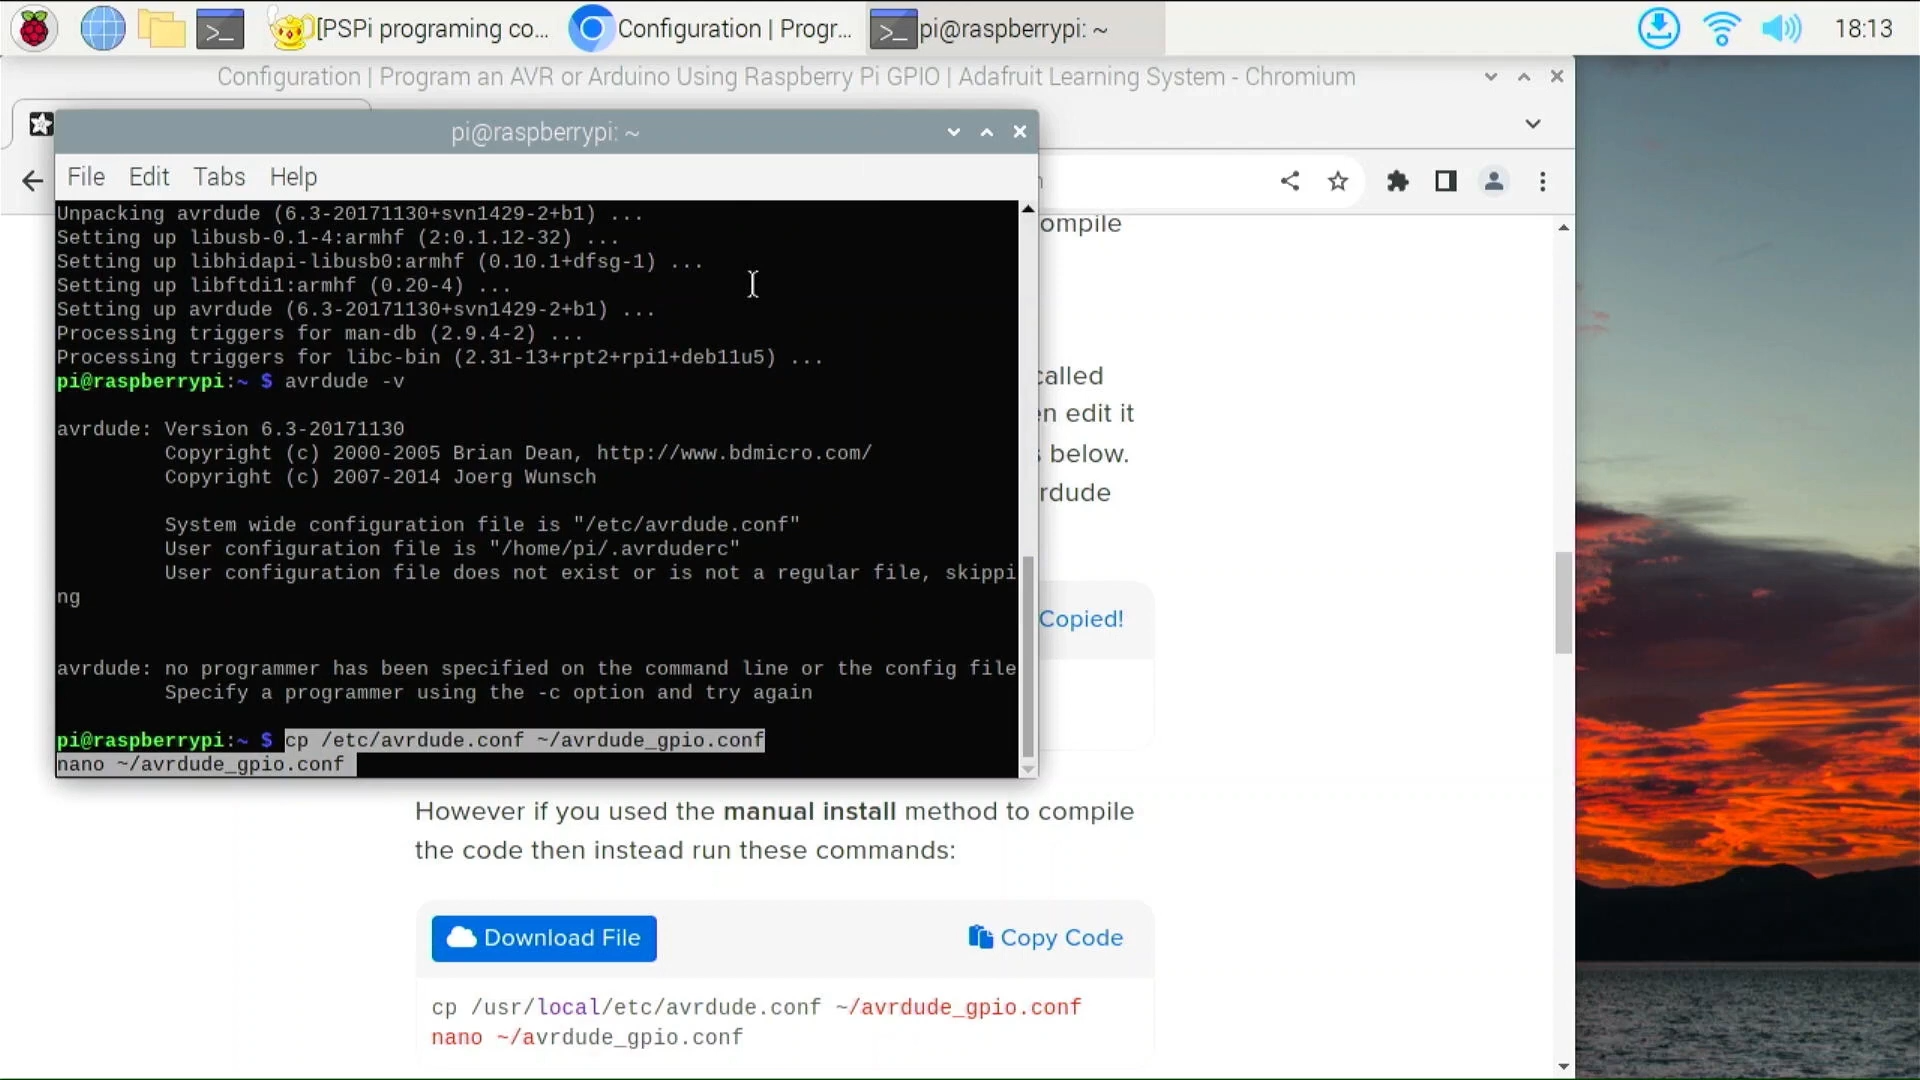 [PSPi programing co...
Configuration | Progr...
pi@raspberrypi: ~
18:13
Configuration | Program an AVR or Arduino Using Raspberry Pi GPIO | Adafruit Learning System - Chromium
pi@raspberrypi: ~
File Edit Tabs Help
Unpacking avrdude (6.3-20171130+svn1429-2+b1) ...
Setting up libusb-0.1-4:armhf (2:0.1.12-32) ...
Setting up libhidapi-libusb0:armhf (0.10.1+dfsg-1) ...
Setting up libftdi1:armhf (0.20-4) ...
Setting up avrdude (6.3-20171130+svn1429-2+b1) ...
Processing triggers for man-db (2.9.4-2) ...
Processing triggers for libc-bin (2.31-13+rpt2+rpi1+deb11u5) ...
pi@raspberrypi:~ $ avrdude -v
avrdude: Version 6.3-20171130
Copyright (c) 2000-2005 Brian Dean, http://www.bdmicro.com/
Copyright (c) 2007-2014 Joerg Wunsch
System wide configuration file is "/etc/avrdude.conf"
User configuration file is "/home/pi/.avrduderc"
User configuration file does not exist or is not a regular file, skippi
ng
avrdude: no programmer has been specified on the command line or the config file
Specify a programmer using the -c option and try again
pi@raspberrypi:~ $ cp /etc/avrdude.conf ~/avrdude_gpio.conf
nano ~/avrdude_gpio.conf
ompile
called
en edit it
s below.
rdude
Copied!
However if you used the manual install method to compile
the code then instead run these commands:
Download File
Copy Code
cp /usr/local/etc/avrdude.conf ~/avrdude_gpio.conf
nano ~/avrdude_gpio.conf